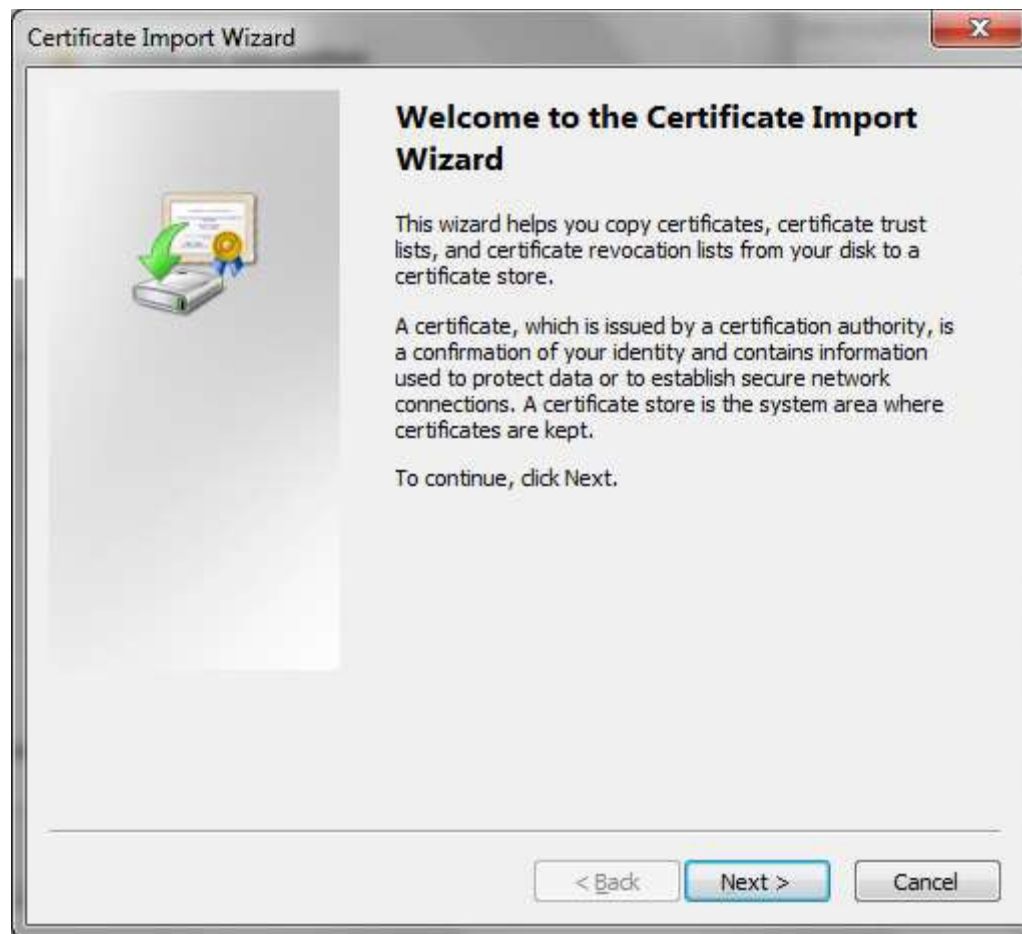 Certificate Import Wizard
Welcome to the Certificate Import
Wizard
This wizard helps you copy certificates, certificate trust
lists, and certificate revocation lists from your disk to a
certificate store.
A certificate, which is issued by a certification authority, is
a confirmation of your identity and contains information
used to protect data or to establish secure network
connections. A certificate store is the system area where
certificates are kept.
To continue, click Next.
< Back Next > Cancel